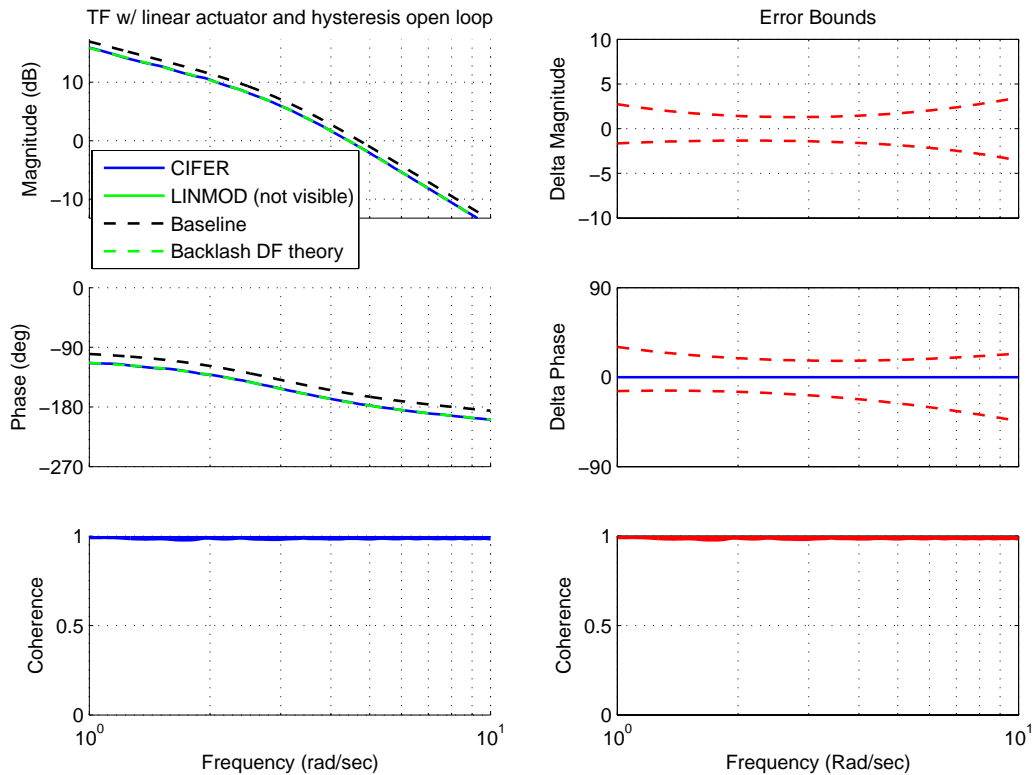 TF w/ linear actuator and hysteresis open loop
Magnitude (dB)
10
0
−10
CIFER
LINMOD (not visible)
Baseline
Backlash DF theory
Phase (deg)
0
−90
−180
−270
Coherence
1
0.5
0
10^0
10^1
Frequency (rad/sec)
Error Bounds
Delta Magnitude
10
5
0
−5
−10
Delta Phase
90
0
−90
Coherence
1
0.5
0
10^0
10^1
Frequency (Rad/sec)